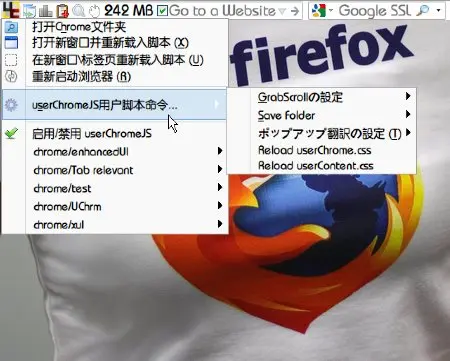 242 MB Go to a Website
Google SSL
打开Chrome文件夹
打开新窗口并重新载入脚本 (X)
在新窗口\标签页重新载入脚本 (U)
重新启动浏览器 (R)
userChromeJS用户脚本命令...
启用/禁用 userChromeJS
chrome/enhancedUI
chrome/Tab relevant
chrome/test
chrome/UChrm
chrome/xul
GrabScrollの設定
Save Folder
ポップアップ翻訳の設定 (T)
Reload userChrome.css
Reload userContent.css
firefox